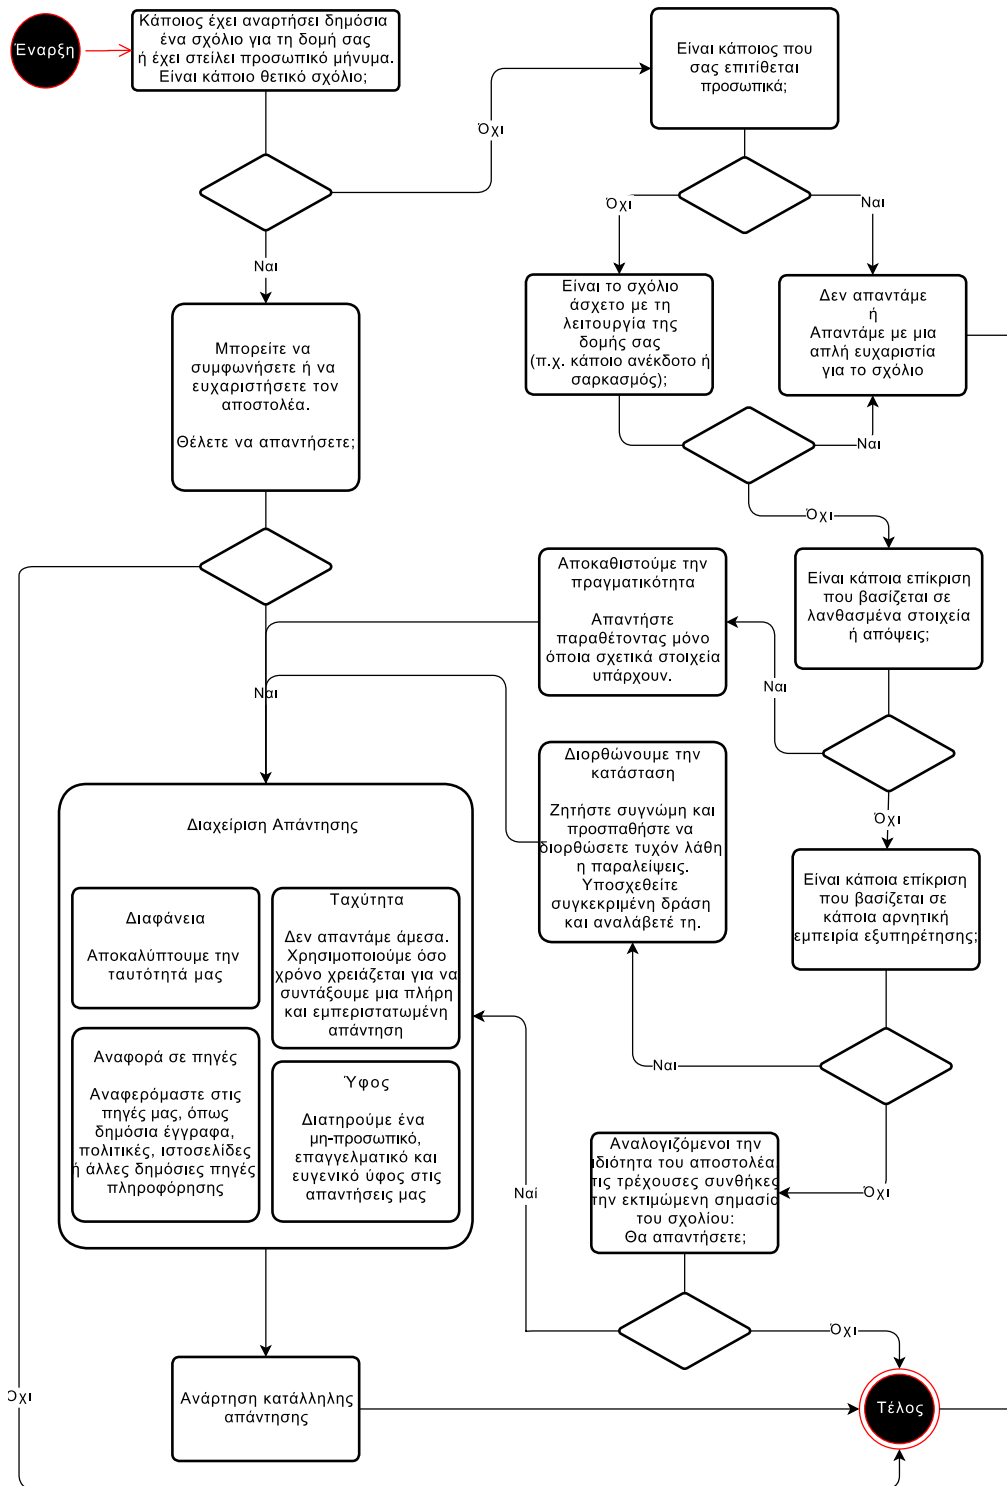 Έναρξη
Κάποιος έχει αναρτήσει δημόσια
ένα σχόλιο για τη δομή σας
ή έχει στείλει προσωπικό μήνυμα.
Είναι κάποιο θετικό σχόλιο;
Όχι
Είναι κάποιος που
σας επιτίθεται
προσωπικά;
Ναι
Όχι
Ναι
Μπορείτε να
συμφωνήσετε ή να
ευχαριστήσετε τον
αποστολέα.
Θέλετε να απαντήσετε;
Είναι το σχόλιο
άσχετο με τη
λειτουργία της
δομής σας
(π.χ. κάποιο ανέκδοτο ή
σαρκασμός);
Δεν απαντάμε
ή
Απαντάμε με μια
απλή ευχαριστία
για το σχόλιο
Ναι
Όχι
Είναι κάποια επίκριση
που βασίζεται σε
λανθασμένα στοιχεία
ή απόψεις;
Αποκαθιστούμε την
πραγματικότητα
Απαντήστε
παραθέτοντας μόνο
όποια σχετικά στοιχεία
υπάρχουν.
Ναι
Ναι
Όχι
Διορθώνουμε την
κατάσταση
Ζητήστε συγνώμη και
προσπαθήστε να
διορθώσετε τυχόν λάθη
η παραλείψεις.
Υποσχεθείτε
συγκεκριμένη δράση
και αναλάβετέ τη.
Είναι κάποια επίκριση
που βασίζεται σε
κάποια αρνητική
εμπειρία εξυπηρέτησης;
Ναι
Όχι
Διαχείριση Απάντησης
Διαφάνεια
Αποκαλύπτουμε την
ταυτότητά μας
Ταχύτητα
Δεν απαντάμε άμεσα.
Χρησιμοποιούμε όσο
χρόνο χρειάζεται για να
συντάξουμε μια πλήρη
και εμπεριστατωμένη
απάντηση
Αναφορά σε πηγές
Αναφερόμαστε στις
πηγές μας, όπως
δημόσια έγγραφα,
πολιτικές, ιστοσελίδες
ή άλλες δημόσιες πηγές
πληροφόρησης
Ύφος
Διατηρούμε ένα
μη-προσωπικό,
επαγγελματικό και
ευγενικό ύφος στις
απαντήσεις μας
Αναλογιζόμενοι την
ιδιότητα του αποστολέα,
τις τρέχουσες συνθήκες
την εκτιμώμενη σημασία
του σχολίου:
Θα απαντήσετε;
Ναί
Όχι
Όχι
Ανάρτηση κατάλληλης
απάντησης
Τέλος